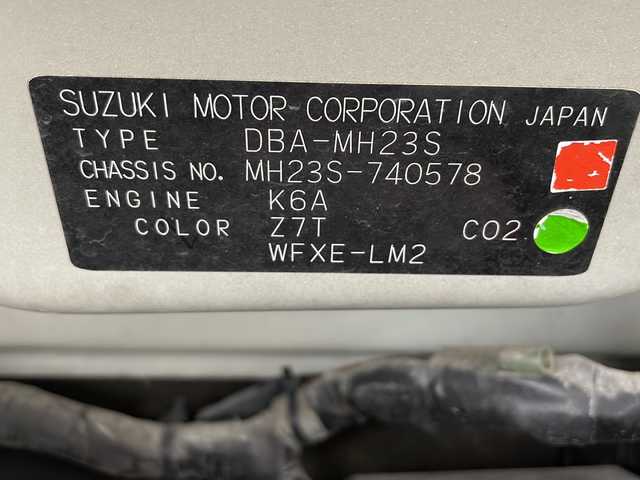 SUZUKI MOTOR CORPORATION JAPAN
TYPE DBA-MH23S
CHASSIS NO. MH23S-740578
ENGINE K6A
COLOR Z7T CO2
WFXE-LM2